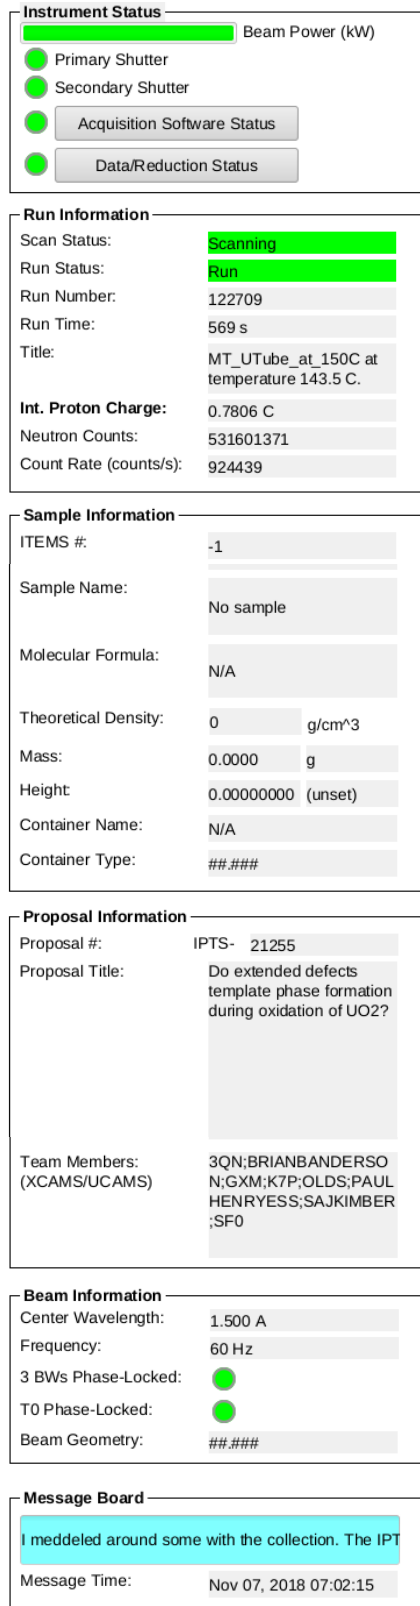 Instrument Status
Beam Power (kW)
Primary Shutter
Secondary Shutter
Acquisition Software Status
Data/Reduction Status
Run Information
Scan Status: Scanning
Run Status: Run
Run Number: 122709
Run Time: 569 s
Title: MT_UTube_at_150C at
temperature 143.5 C.
Int. Proton Charge: 0.7806 C
Neutron Counts: 531601371
Count Rate (counts/s): 924439
Sample Information
ITEMS #: -1
Sample Name: No sample
Molecular Formula: N/A
Theoretical Density: 0 g/cm^3
Mass: 0.0000 g
Height: 0.00000000 (unset)
Container Name: N/A
Container Type: ##.###
Proposal Information
Proposal #: IPTS- 21255
Proposal Title: Do extended defects
template phase formation
during oxidation of UO2?
Team Members: 3QN;BRIANBANDERSO
(XCAMS/UCAMS) N;GXM;K7P;OLDS;PAUL
HENRYESS;SAJKIMBER
;SF0
Beam Information
Center Wavelength: 1.500 A
Frequency: 60 Hz
3 BWs Phase-Locked:
T0 Phase-Locked:
Beam Geometry: ##.###
Message Board
I meddeled around some with the collection. The IPT
Message Time: Nov 07, 2018 07:02:15